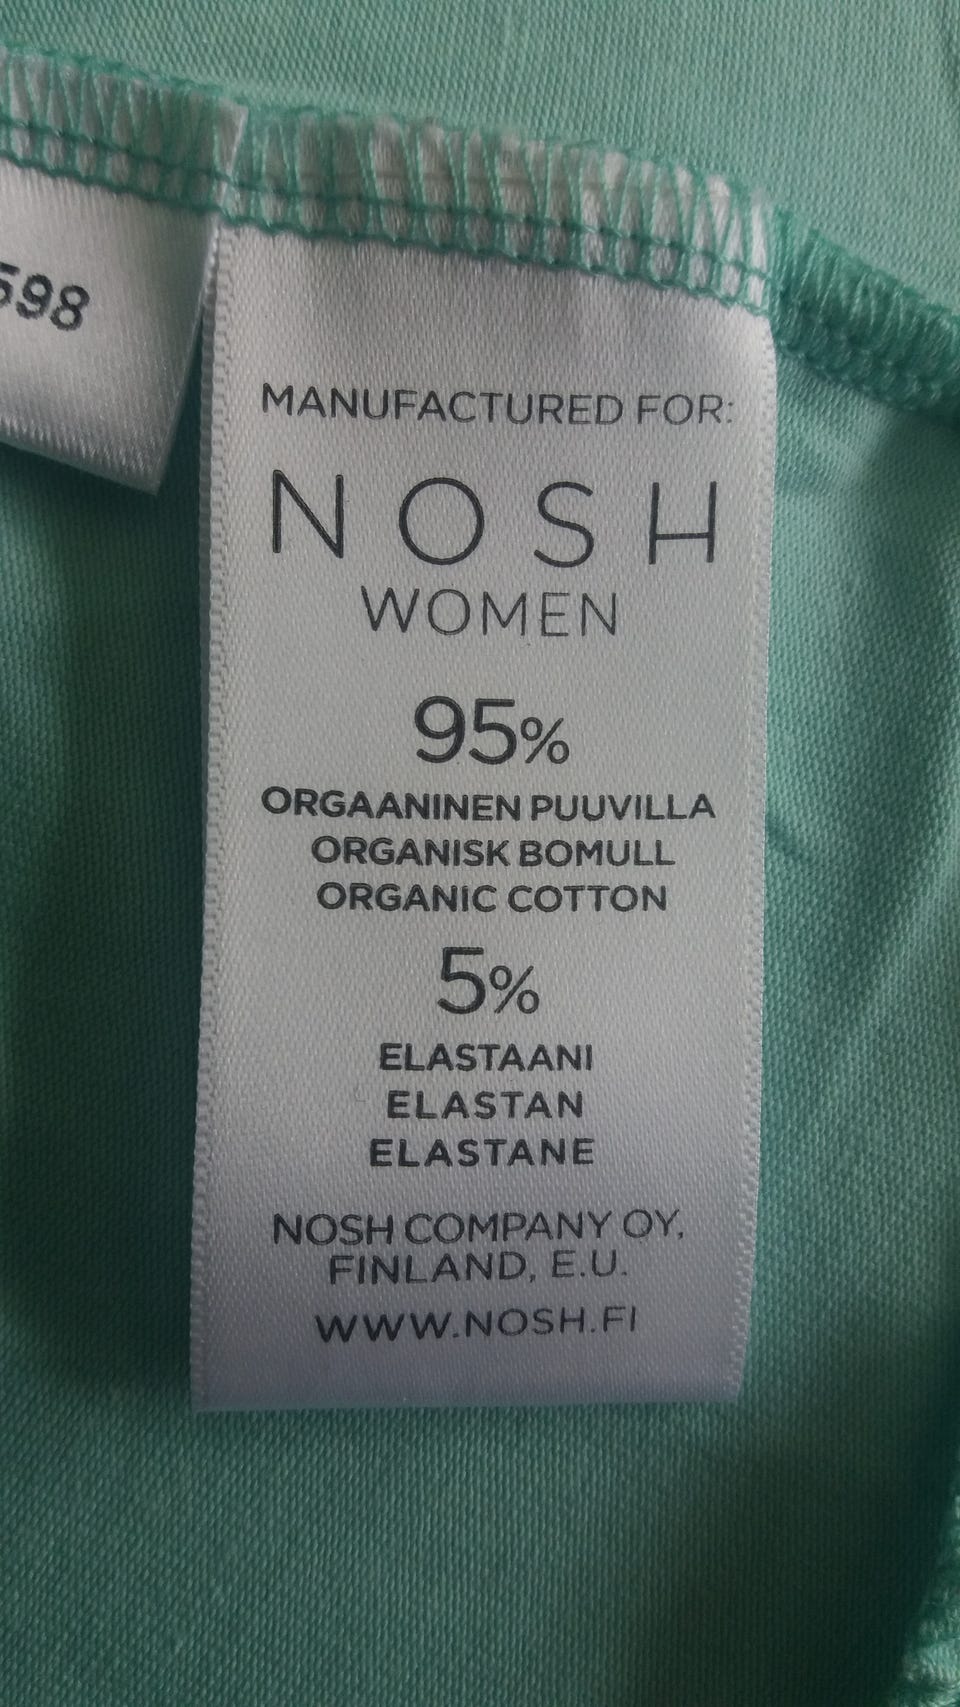 598
MANUFACTURED FOR:
NOSH
WOMEN
95%
ORGAANINEN PUUVILLA
ORGANISK BOMULL
ORGANIC COTTON
5%
ELASTAANI
ELASTAN
ELASTANE
NOSH COMPANY OY,
FINLAND, E.U.
WWW.NOSH.FI